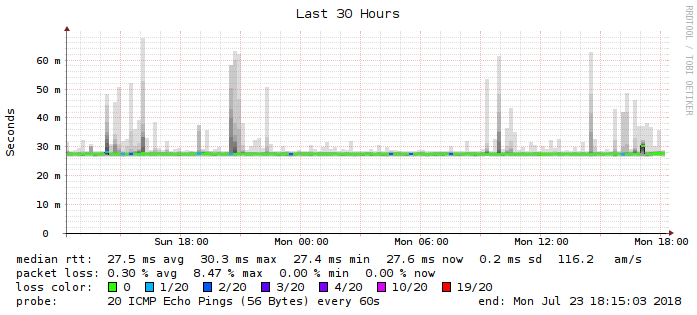 Last 30 Hours
RRDTOOL / TOBI OETIKER
Seconds
60 m
50 m
40 m
30 m
20 m
10 m
0
Sun 18:00 Mon 00:00 Mon 06:00 Mon 12:00 Mon 18:00
median rtt: 27.5 ms avg 30.3 ms max 27.4 ms min 27.6 ms now 0.2 ms sd 116.2 am/s
packet loss: 0.30 % avg 8.47 % max 0.00 % min 0.00 % now
loss color: 0 1/20 2/20 3/20 4/20 10/20 19/20
probe: 20 ICMP Echo Pings (56 Bytes) every 60s end: Mon Jul 23 18:15:03 2018